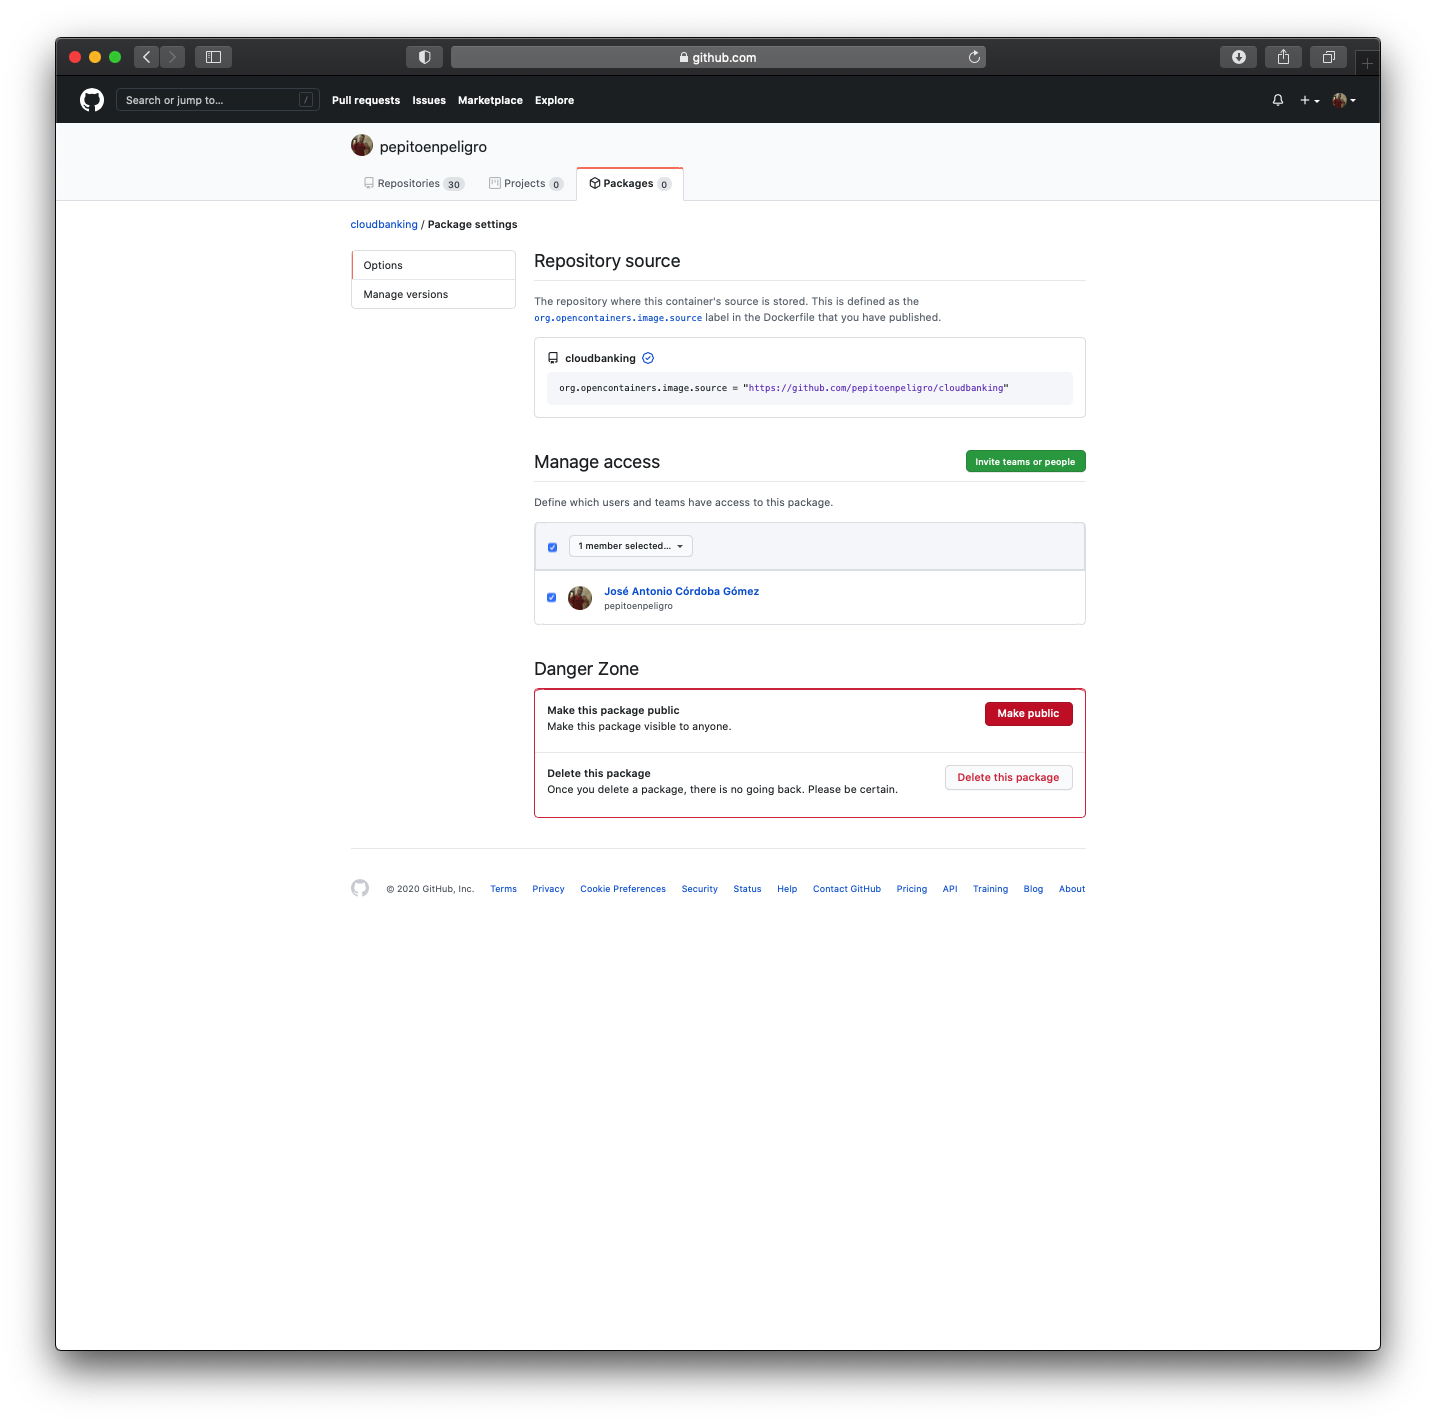 github.com
Search or jump to... /
Pull requests Issues Marketplace Explore
pepitoenpeligro
Repositories 30 Projects 0 Packages 0
cloudbanking / Package settings
Options
Manage versions
Repository source
The repository where this container's source is stored. This is defined as the
org.opencontainers.image.source label in the Dockerfile that you have published.
cloudbanking
org.opencontainers.image.source = "https://github.com/pepitoenpeligro/cloudbanking"
Manage access
Invite teams or people
Define which users and teams have access to this package.
1 member selected...
José Antonio Córdoba Gómez
pepitoenpeligro
Danger Zone
Make this package public
Make this package visible to anyone.
Make public
Delete this package
Once you delete a package, there is no going back. Please be certain.
Delete this package
© 2020 GitHub, Inc. Terms Privacy Cookie Preferences Security Status Help Contact GitHub Pricing API Training Blog About